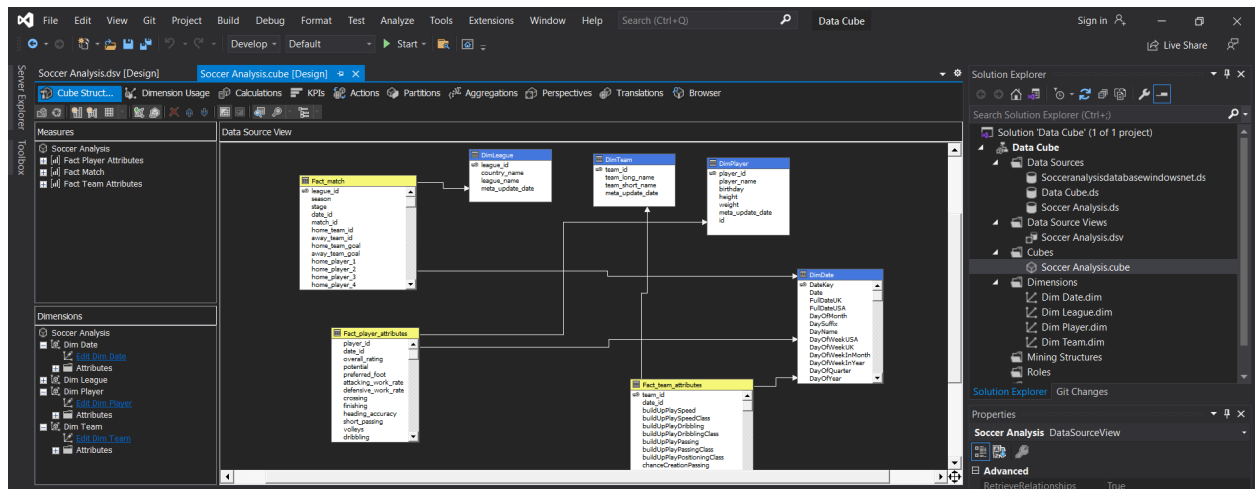 File Edit View Git Project Build Debug Format Test Analyze Tools Extensions Window Help Search (Ctrl+Q) Data Cube Sign in
Develop Default Start Live Share
Server Explorer
Toolbox
Soccer Analysis.dsv [Design] Soccer Analysis.cube [Design]
Cube Struct... Dimension Usage Calculations KPIs Actions Partitions Aggregations Perspectives Translations Browser
Measures
Soccer Analysis
Fact Player Attributes
Fact Match
Fact Team Attributes
Dimensions
Soccer Analysis
Dim Date
Edit Dim Date
Attributes
Dim League
Dim Player
Edit Dim Player
Attributes
Dim Team
Edit Dim Team
Attributes
Data Source View
Fact_match
league_id
season
stage
date_id
match_id
home_team_id
away_team_id
home_team_goal
away_team_goal
home_player_1
home_player_2
home_player_3
home_player_4
DimLeague
league_id
country_name
league_name
meta_update_date
DimTeam
team_id
team_long_name
team_short_name
meta_update_date
DimPlayer
player_id
player_name
birthday
height
weight
meta_update_date
id
DimDate
DateKey
Date
FullDateUK
FullDateUSA
DayOfMonth
DaySuffix
DayName
DayOfWeekUSA
DayOfWeekUK
DayOfWeekInMonth
DayOfWeekInYear
DayOfQuarter
DayOfYear
Fact_player_attributes
player_id
date_id
overall_rating
potential
preferred_foot
attacking_work_rate
defensive_work_rate
crossing
finishing
heading_accuracy
short_passing
volleys
dribbling
Fact_team_attributes
team_id
date_id
buildUpPlaySpeed
buildUpPlaySpeedClass
buildUpPlayDribbling
buildUpPlayDribblingClass
buildUpPlayPassing
buildUpPlayPassingClass
buildUpPlayPositioningClass
chanceCreationPassing
Solution Explorer
Search Solution Explorer (Ctrl+;)
Solution 'Data Cube' (1 of 1 project)
Data Cube
Data Sources
Socceranalysisdatabasewindowsnet.ds
Data Cube.ds
Soccer Analysis.ds
Data Source Views
Soccer Analysis.dsv
Cubes
Soccer Analysis.cube
Dimensions
Dim Date.dim
Dim League.dim
Dim Player.dim
Dim Team.dim
Mining Structures
Roles
Solution Explorer Git Changes
Properties
Soccer Analysis DataSourceView
Advanced
RetrieveRelationships True